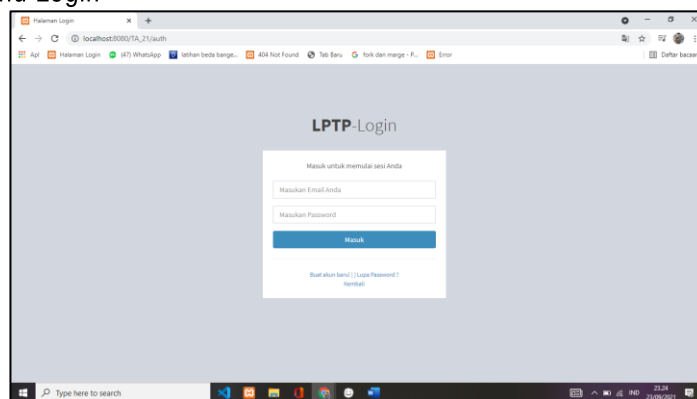 Halaman Login
localhost:8080/TA_21/auth
Apl Halaman Login (47) WhatsApp latihan beda bange... 404 Not Found Tab Baru fork dan marge - P... Error Daftar bacaan
LPTP-Login
Masuk untuk memulai sesi Anda
Masukan Email Anda
Masukan Password
Masuk
Buat akun baru! | Lupa Password ?
Kembali
Type here to search
IND
23.24
23/09/2021